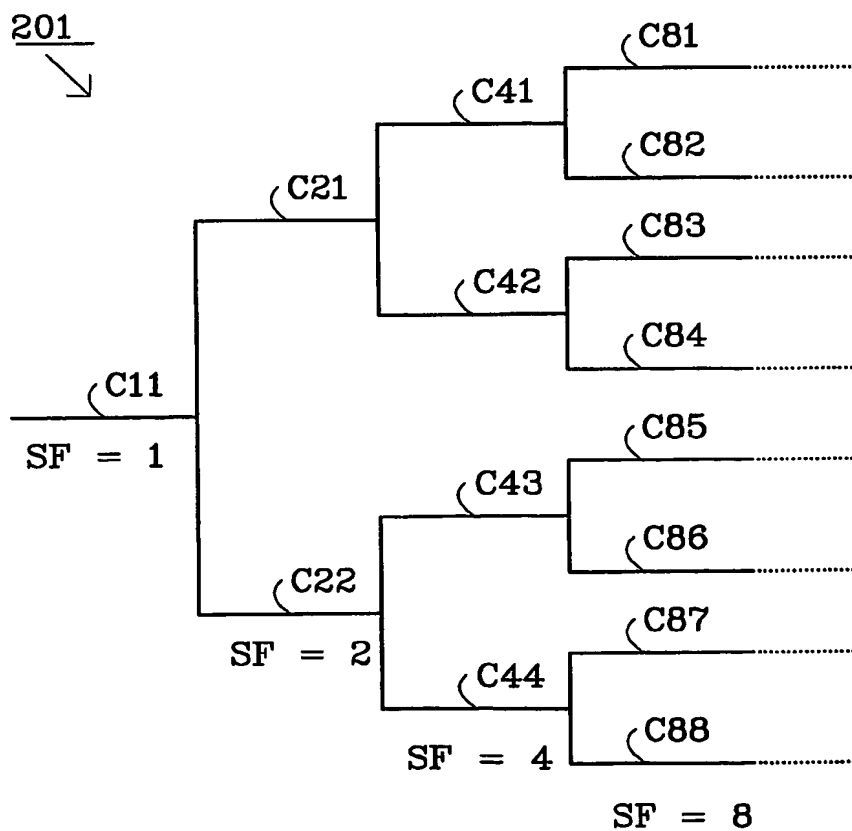 201
C81
C41
C82
C21
C83
C42
C84
C11
C85
SF = 1
C43
C86
C22
C87
SF = 2
C44
C88
SF = 4
SF = 8